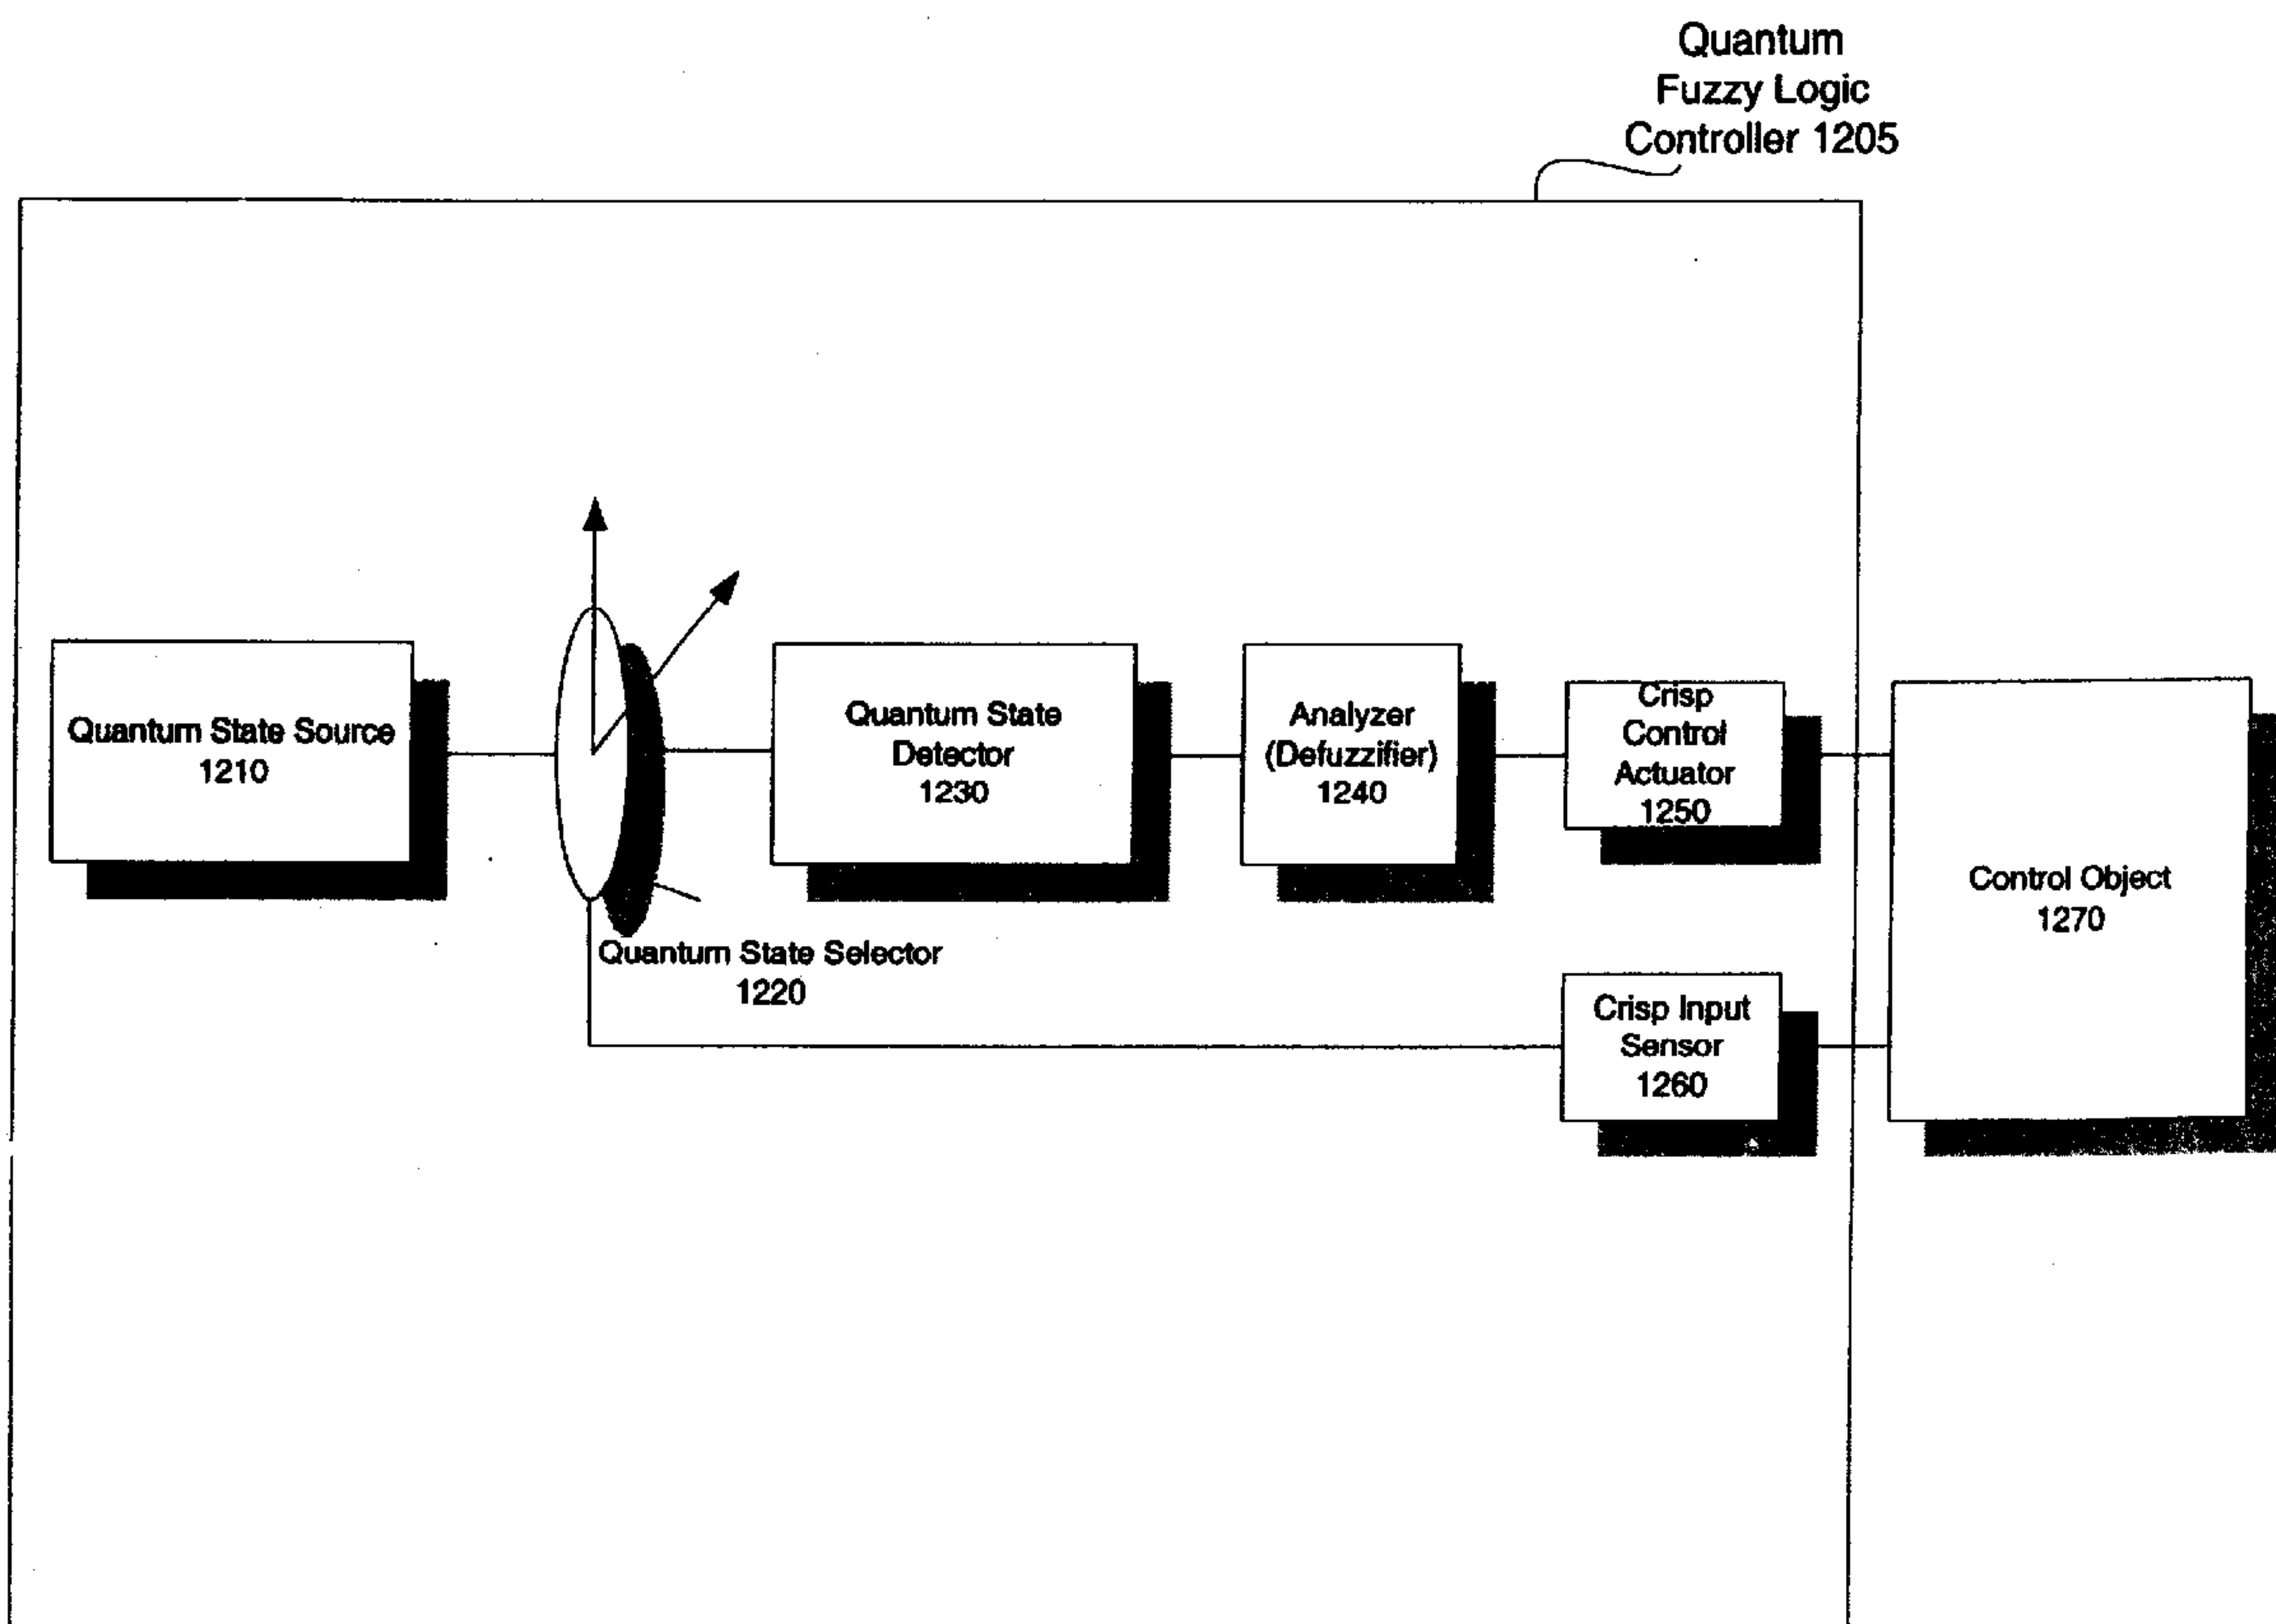 Quantum
Fuzzy Logic
Controller 1205
Quantum State Source
1210
Quantum State
Detector
1230
Analyzer
(Defuzzifier)
1240
Crisp
Control
Actuator
1250
Control Object
1270
Quantum State Selector
1220
Crisp Input
Sensor
1260